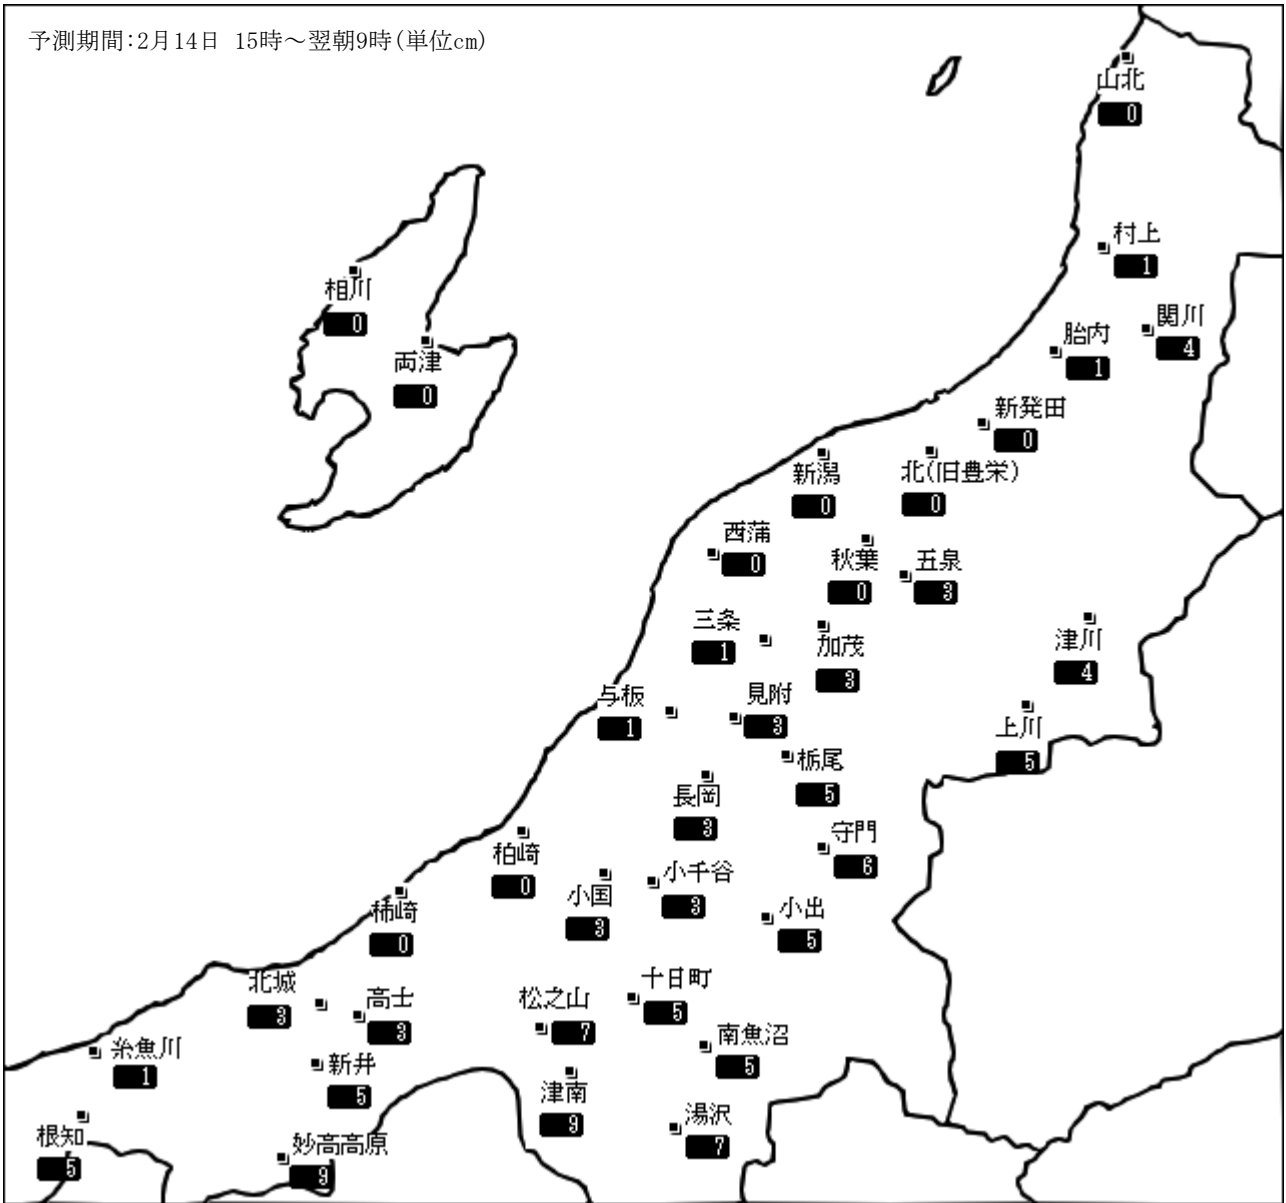 予測期間:2月14日 15時～翌朝9時(単位cm)
山北
0
村上
1
相川
0
関川
4
胎内
1
両津
0
新発田
0
新潟
0
北(旧豊栄)
0
西蒲
0
秋葉
0
五泉
3
三条
1
加茂
3
津川
4
与板
1
見附
3
上川
5
栃尾
5
長岡
3
守門
6
柏崎
0
小国
3
小千谷
3
小出
5
柿崎
0
北城
3
高士
3
松之山
7
十日町
5
南魚沼
5
糸魚川
1
新井
5
津南
9
湯沢
7
根知
5
妙高高原
9